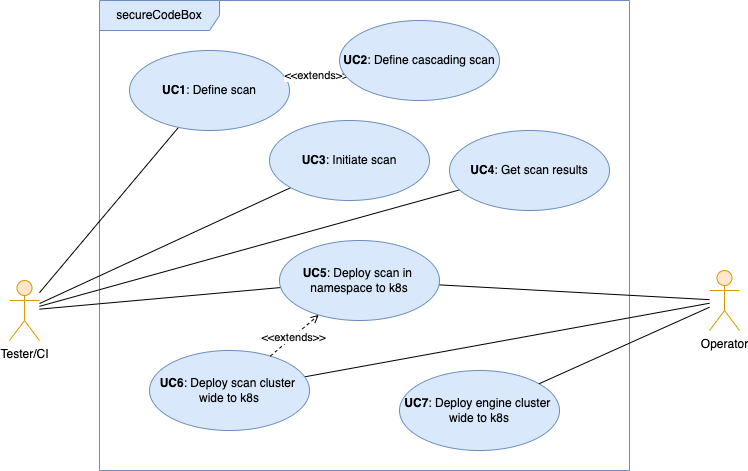 secureCodeBox
UC2: Define cascading scan
<<extends>>
UC1: Define scan
UC3: Initiate scan
UC4: Get scan results
UC5: Deploy scan in
namespace to k8s
<<extends>>
Tester/CI
Operator
UC6: Deploy scan cluster
wide to k8s
UC7: Deploy engine cluster
wide to k8s